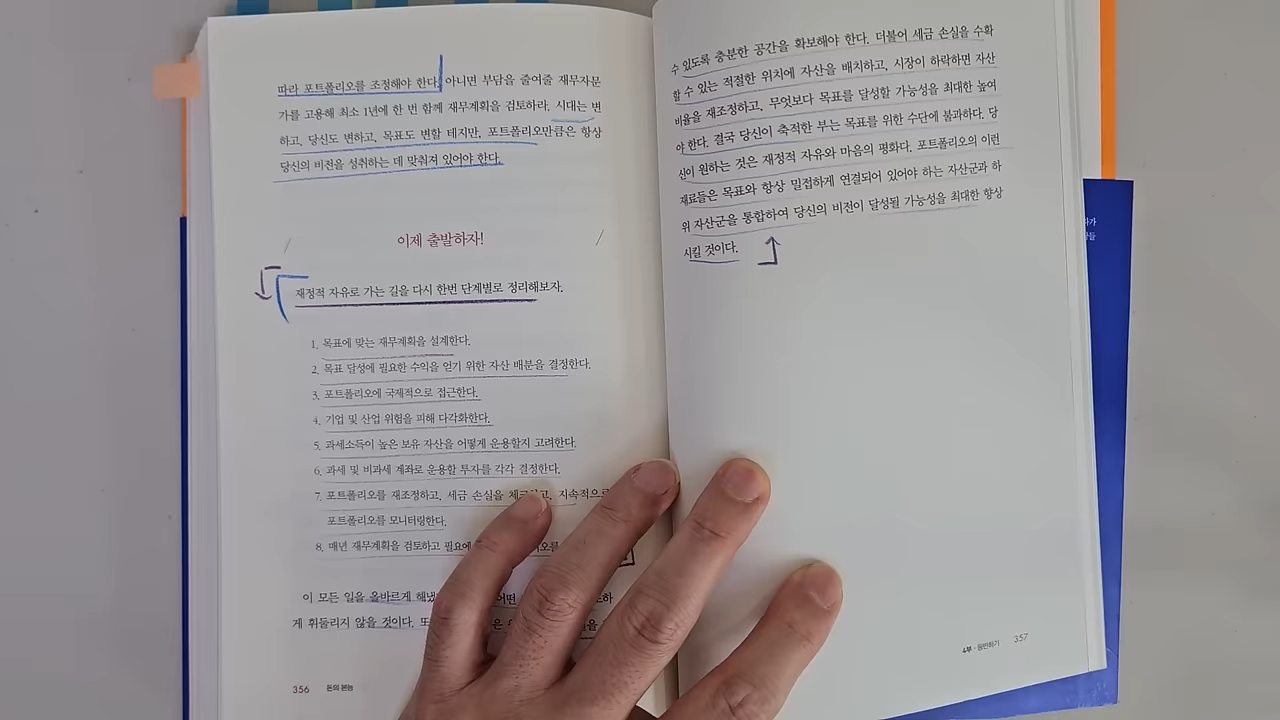 따라 포트폴리오를 조정해야 한다. 아니면 부담을 줄여줄 재무자문
가를 고용해 최소 1년에 한 번 함께 재무계획을 검토하라. 시대는 변
하고, 당신도 변하고, 목표도 변할 테지만, 포트폴리오만큼은 항상
당신의 비전을 성취하는 데 맞춰져 있어야 한다.
이제 출발하자!
재정적 자유로 가는 길을 다시 한번 단계별로 정리해보자.
1. 목표에 맞는 재무계획을 설계한다.
2. 목표 달성에 필요한 수익을 얻기 위한 자산 배분을 결정한다.
3. 포트폴리오에 국제적으로 접근한다.
4. 기업 및 산업 위험을 피해 다각화한다.
5. 과세소득이 높은 보유 자산을 어떻게 운용할지 고려한다.
6. 과세 및 비과세 계좌로 운용할 투자를 각각 결정한다.
7. 포트폴리오를 재조정하고, 세금 손실을 지속적으로
포트폴리오를 모니터링한다.
8. 매년 재무계획을 검토하고
이 모든 일을 올바르게
게 휘둘리지 않을 것이다. 또
356 돈의 본능
수 있도록 충분한 공간을 확보해야 한다. 더불어 세금 손실을 수확
할 수 있는 적절한 위치에 자산을 배치하고, 시장이 하락하면 자산
비율을 재조정하고, 무엇보다 목표를 달성할 가능성을 최대한 높여
야 한다. 결국 당신이 축적한 부는 목표를 위한 수단에 불과하다. 당
신이 원하는 것은 재정적 자유와 마음의 평화다. 포트폴리오의 이런
재료들은 목표와 항상 밀접하게 연결되어 있어야 하는 자산군과 하
위 자산군을 통합하여 당신의 비전이 달성될 가능성을 최대한 향상
시킬 것이다.
4부 · 등반하기 357